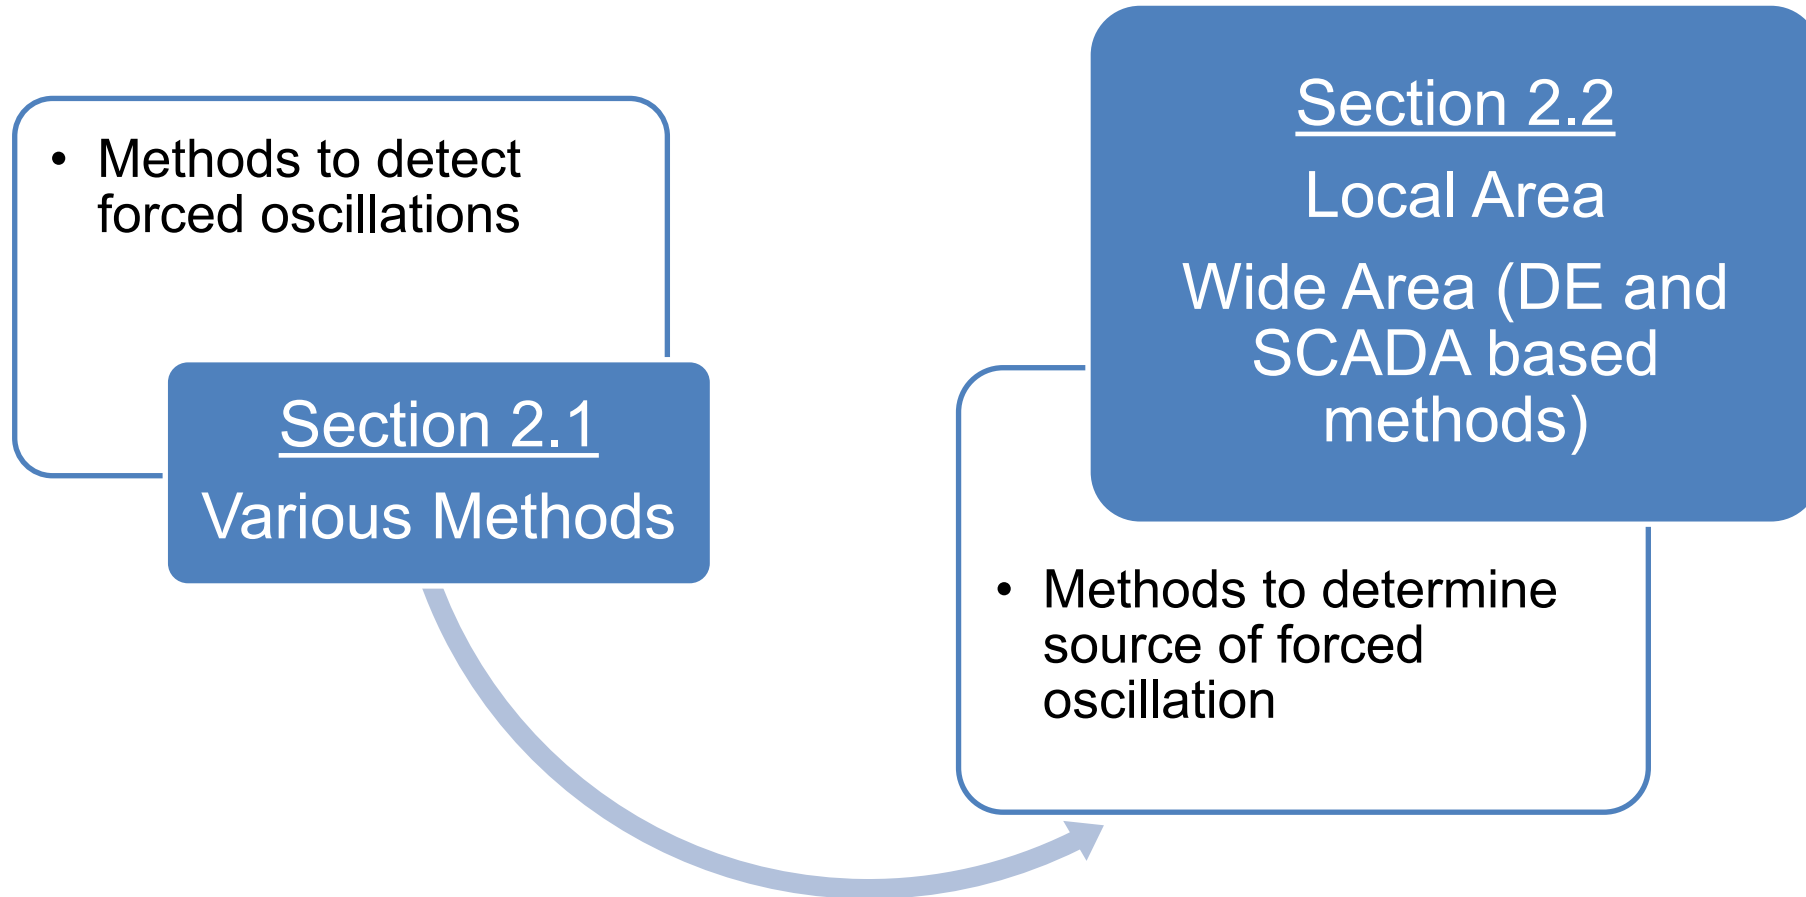 • Methods to detect
forced oscillations
Section 2.1
Various Methods
Section 2.2
Local Area
Wide Area (DE and
SCADA based
methods)
• Methods to determine
source of forced
oscillation